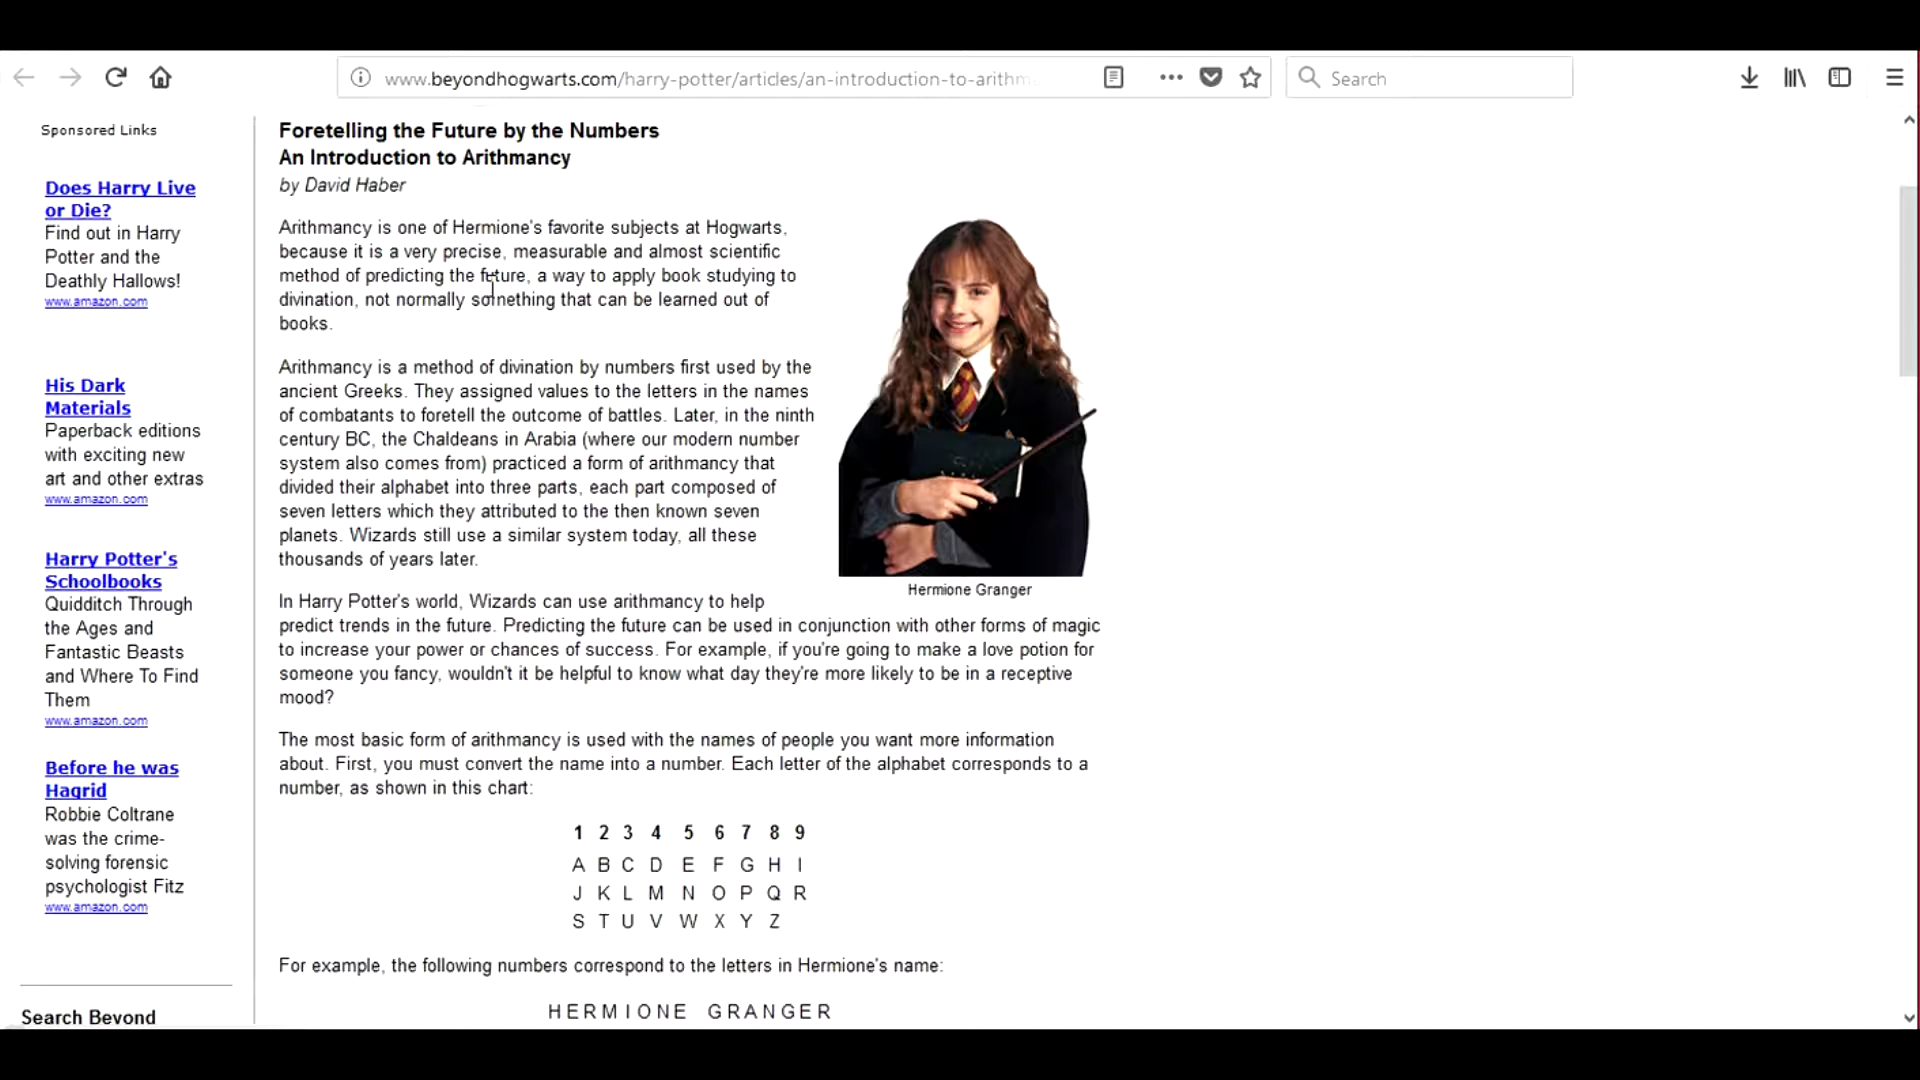 www.beyondhogwarts.com/harry-potter/articles/an-introduction-to-arithm
Search
Sponsored Links
Does Harry Live
or Die?
Find out in Harry
Potter and the
Deathly Hallows!
www.amazon.com
His Dark
Materials
Paperback editions
with exciting new
art and other extras
www.amazon.com
Harry Potter's
Schoolbooks
Quidditch Through
the Ages and
Fantastic Beasts
and Where To Find
Them
www.amazon.com
Before he was
Hagrid
Robbie Coltrane
was the crime-
solving forensic
psychologist Fitz
www.amazon.com
Search Beyond
Foretelling the Future by the Numbers
An Introduction to Arithmancy
by David Haber
Arithmancy is one of Hermione's favorite subjects at Hogwarts,
because it is a very precise, measurable and almost scientific
method of predicting the future, a way to apply book studying to
divination, not normally something that can be learned out of
books.
Arithmancy is a method of divination by numbers first used by the
ancient Greeks. They assigned values to the letters in the names
of combatants to foretell the outcome of battles. Later, in the ninth
century BC, the Chaldeans in Arabia (where our modern number
system also comes from) practiced a form of arithmancy that
divided their alphabet into three parts, each part composed of
seven letters which they attributed to the then known seven
planets. Wizards still use a similar system today, all these
thousands of years later.
Hermione Granger
In Harry Potter's world, Wizards can use arithmancy to help
predict trends in the future. Predicting the future can be used in conjunction with other forms of magic
to increase your power or chances of success. For example, if you're going to make a love potion for
someone you fancy, wouldn't it be helpful to know what day they're more likely to be in a receptive
mood?
The most basic form of arithmancy is used with the names of people you want more information
about. First, you must convert the name into a number. Each letter of the alphabet corresponds to a
number, as shown in this chart:
1 2 3 4 5 6 7 8 9
A B C D E F G H I
J K L M N O P Q R
S T U V W X Y Z
For example, the following numbers correspond to the letters in Hermione's name:
H E R M I O N E G R A N G E R